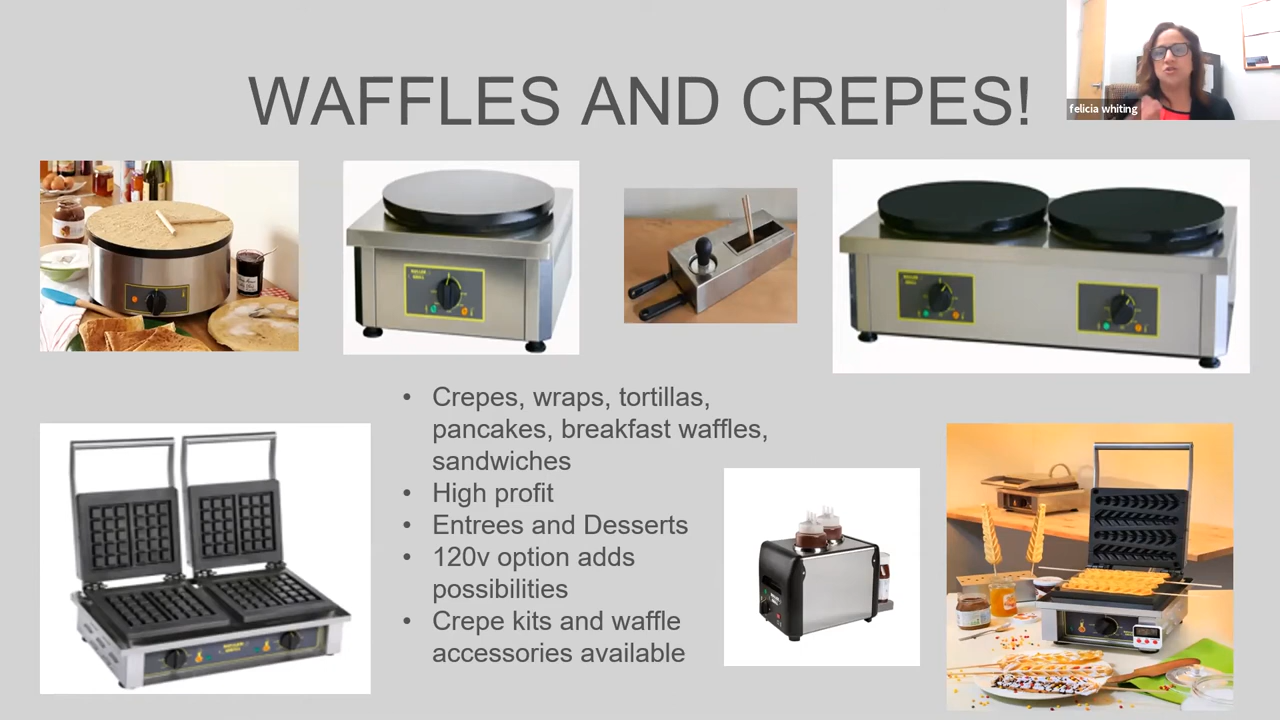 WAFFLES AND CREPES!
felicia whiting
• Crepes, wraps, tortillas,
pancakes, breakfast waffles,
sandwiches
• High profit
• Entrees and Desserts
• 120v option adds
possibilities
• Crepe kits and waffle
accessories available